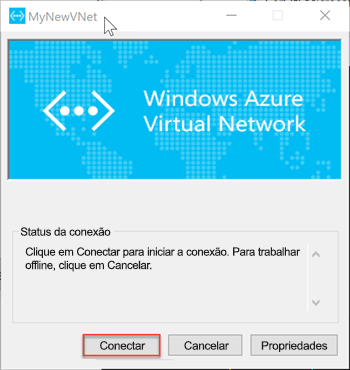 MyNewVNet
Windows Azure
Virtual Network
Status da conexão
Clique em Conectar para iniciar a conexão. Para trabalhar
offline, clique em Cancelar.
Conectar Cancelar Propriedades